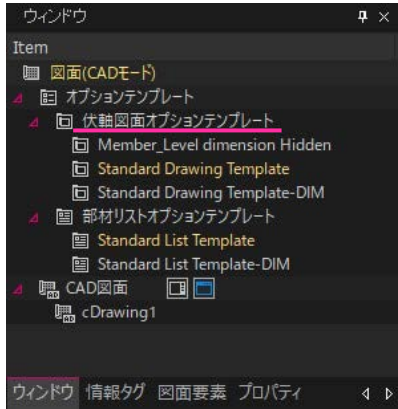 ウィンドウ
Item
図面(CADモード)
オプションテンプレート
伏軸図面オプションテンプレート
Member_Level dimension Hidden
Standard Drawing Template
Standard Drawing Template-DIM
部材リストオプションテンプレート
Standard List Template
Standard List Template-DIM
CAD図面
cDrawing1
ウィンドウ 情報タグ 図面要素 プロパティ